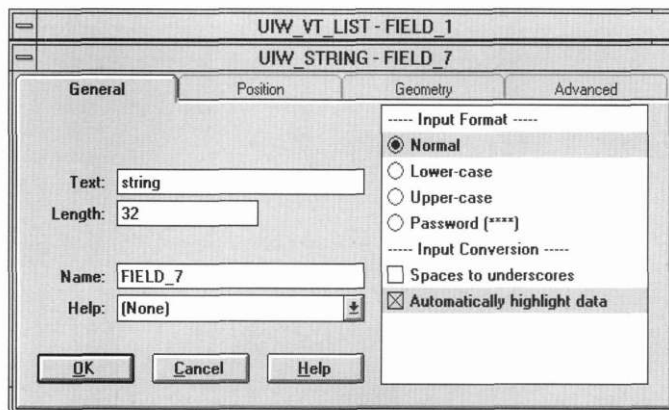 UIW_VT_LIST - FIELD_1
UIW_STRING - FIELD_7
General Position Geometry Advanced
Text: string
Length: 32
Name: FIELD_7
Help: (None)
OK Cancel Help
----- Input Format -----
Normal
Lower-case
Upper-case
Password (****)
----- Input Conversion -----
Spaces to underscores
Automatically highlight data